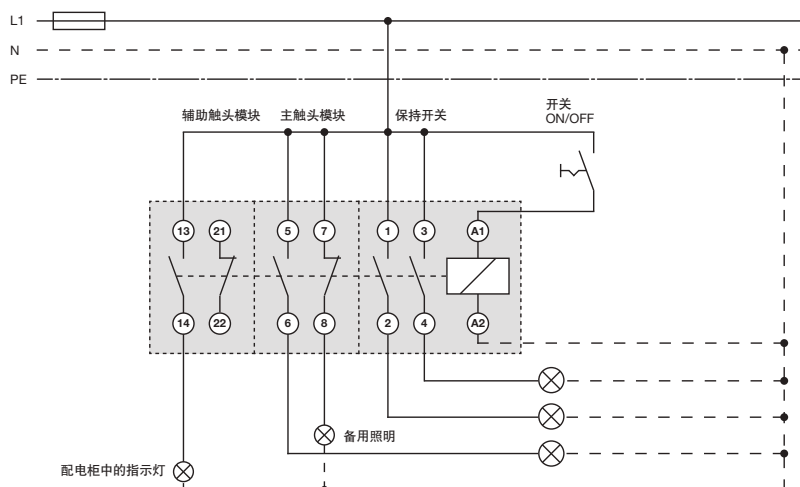 L1
N
PE
辅助触头模块 主触头模块 保持开关
开关
ON/OFF
13 21 5 7 1 3 A1
14 22 6 8 2 4 A2
备用照明
配电柜中的指示灯